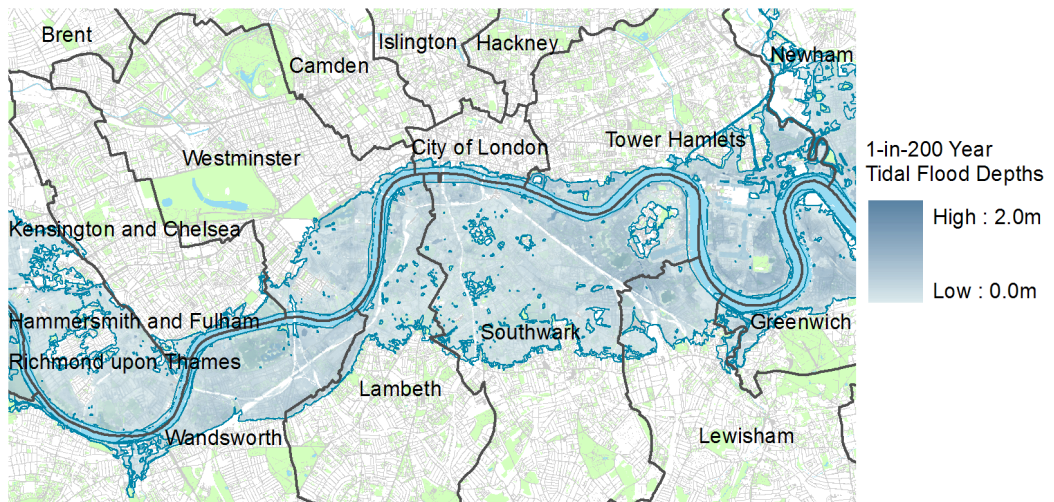 Brent
Islington
Hackney
Newham
Camden
City of London
Tower Hamlets
Westminster
1-in-200 Year
Tidal Flood Depths
High : 2.0m
Low : 0.0m
Kensington and Chelsea
Hammersmith and Fulham
Southwark
Greenwich
Richmond upon Thames
Lambeth
Wandsworth
Lewisham